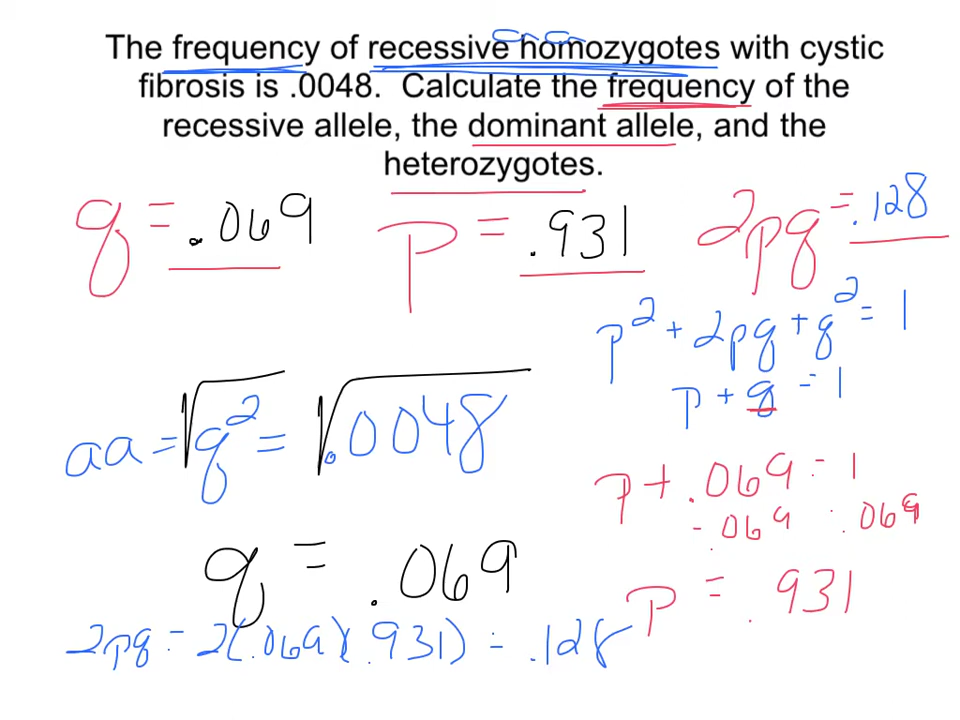 The frequency of recessive homozygotes with cystic
fibrosis is .0048. Calculate the frequency of the
recessive allele, the dominant allele, and the
heterozygotes.
q = .069 p = .931 2pq = .128
p² + 2pq + q² = 1
p + q = 1
aa = √q² = √.0048
p + .069 = 1
- .069 - .069
q = .069
p = .931
2pq = 2(.069)(.931) = .128